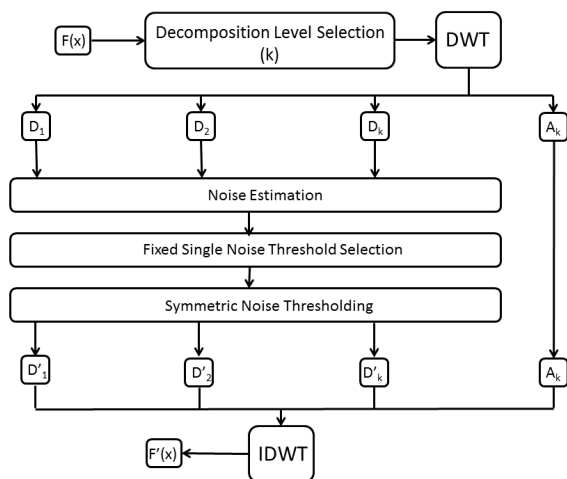 F(x)
Decomposition Level Selection
(k)
DWT
D₁
D₂
Dₖ
Aₖ
Noise Estimation
Fixed Single Noise Threshold Selection
Symmetric Noise Thresholding
D'₁
D'₂
D'ₖ
Aₖ
F'(x)
IDWT